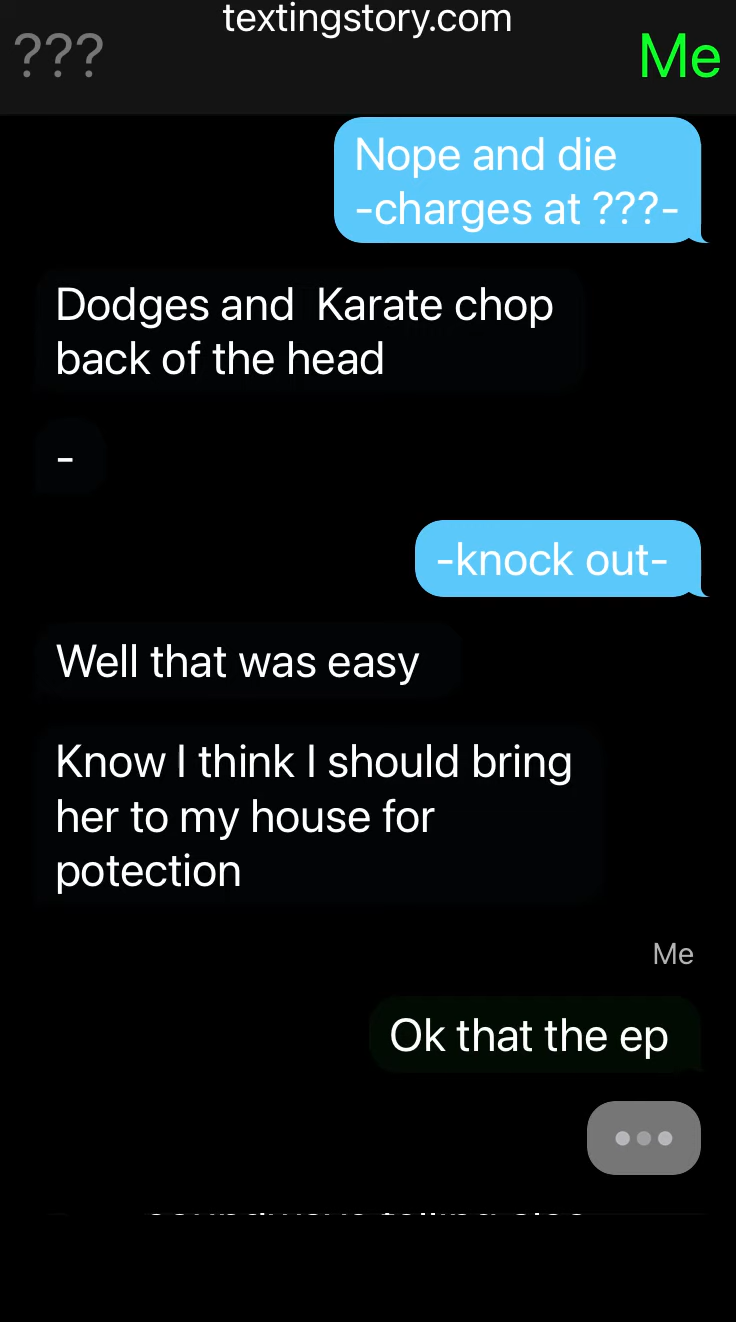 textingstory.com
???
Me
Nope and die
-charges at ???-
Dodges and  Karate chop
back of the head
-
-knock out-
Well that was easy
Know I think I should bring
her to my house for
potection
Me
Ok that the ep